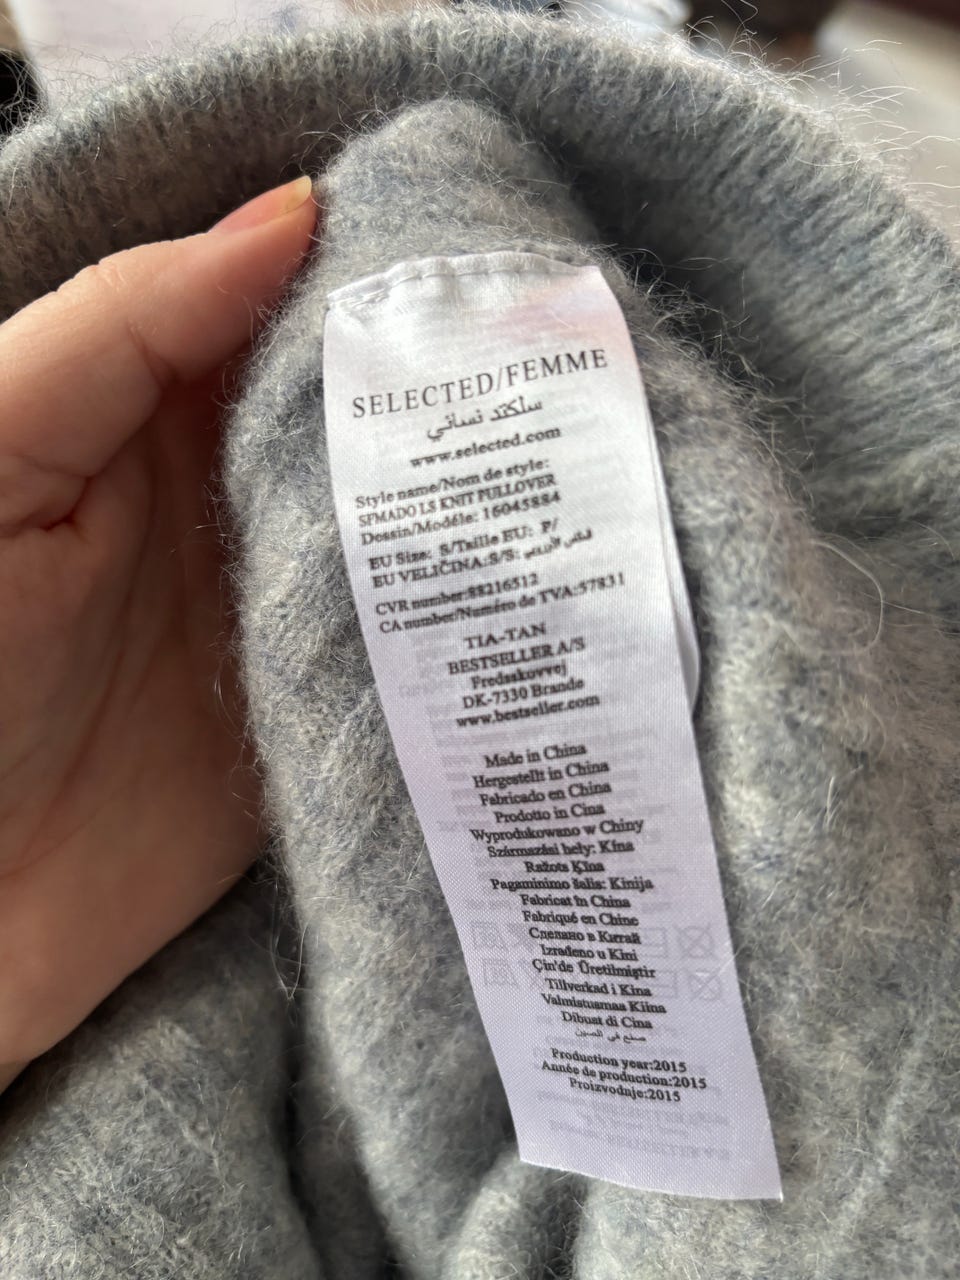 SELECTED/FEMME
سلكتد نسائي
www.selected.com
Style name/Nom de style:
SFMADO LS KNIT PULLOVER
Dossin/Modéle: 16045884
EU Size: S/Taille EU: P/
EU VELIČINA:S/S:
CVR number:88216512
CA number/Numéro de TVA:57831
TIA-TAN
BESTSELLER A/S
Fredsskovvej
DK-7330 Brande
www.bestseller.com
Made in China
Hergestellt in China
Fabricado en China
Prodotto in Cina
Wyprodukowano w Chiny
Származási hely: Kína
Ražots Ķīna
Pagaminimo šalis: Kinija
Fabricat în China
Fabriqué en Chine
Сделано в Китай
Izrađeno u Kini
Çin'de Üretilmiştir
Tillverkad i Kina
Valmistusmaa Kiina
Dibuat di Cina
صنع في الصين
Production year:2015
Année de production:2015
Proizvodnje:2015